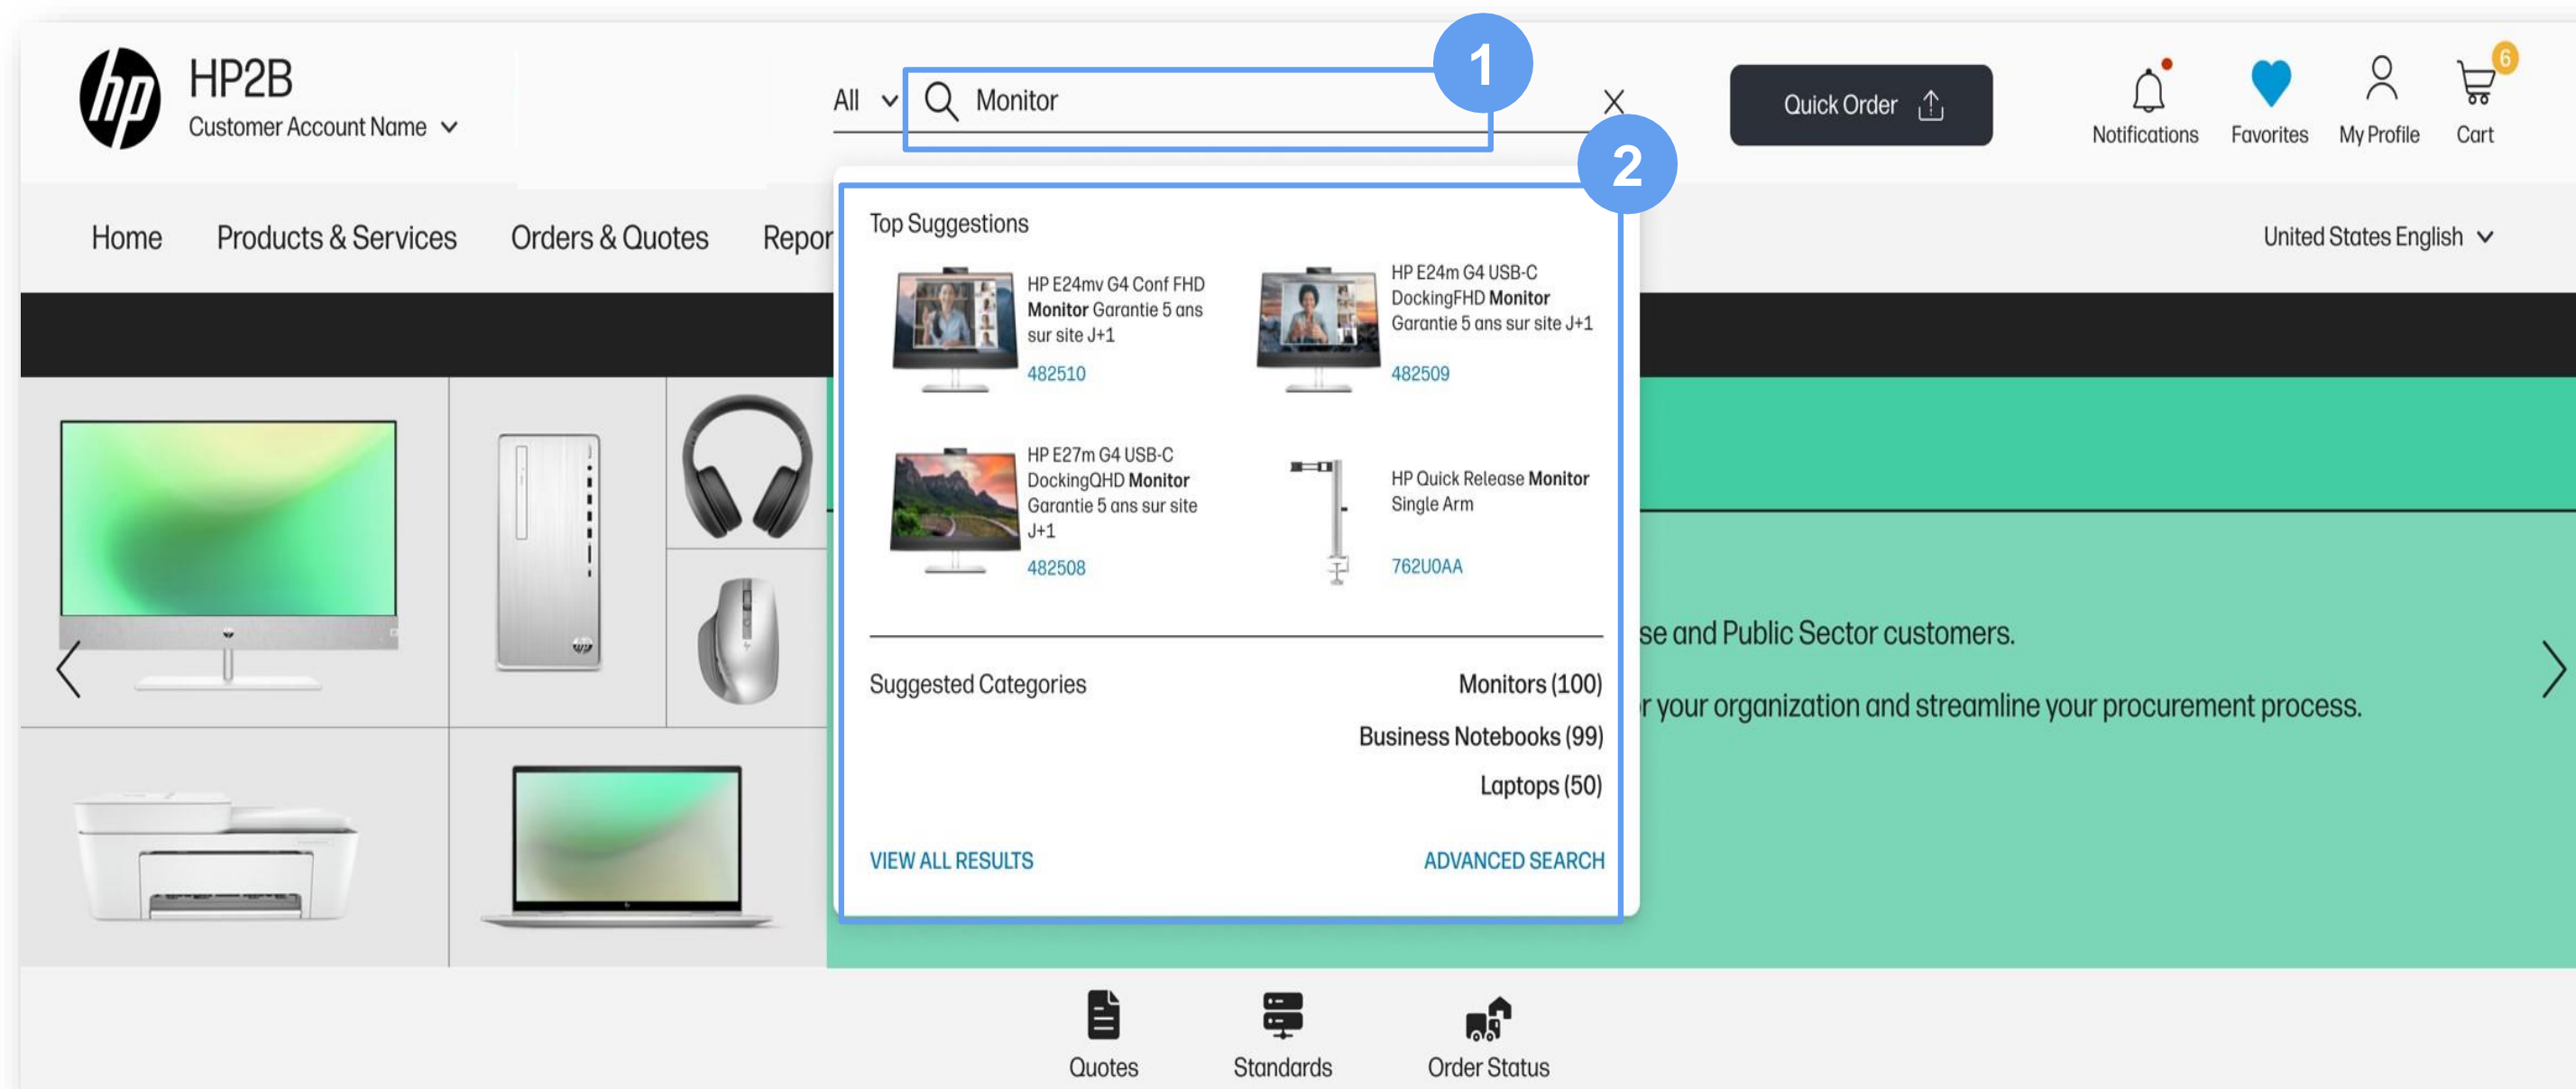 hp
HP2B
Customer Account Name
All
Monitor
1
Quick Order
Notifications
Favorites
My Profile
6
Cart
2
Home
Products & Services
Orders & Quotes
Repor
United States English
Top Suggestions
HP E24mv G4 Conf FHD
Monitor Garantie 5 ans
sur site J+1
482510
HP E24m G4 USB-C
DockingFHD Monitor
Garantie 5 ans sur site J+1
482509
HP E27m G4 USB-C
DockingQHD Monitor
Garantie 5 ans sur site
J+1
482508
HP Quick Release Monitor
Single Arm
762U0AA
Suggested Categories
Monitors (100)
Business Notebooks (99)
Laptops (50)
VIEW ALL RESULTS
ADVANCED SEARCH
se and Public Sector customers.
r your organization and streamline your procurement process.
Quotes
Standards
Order Status